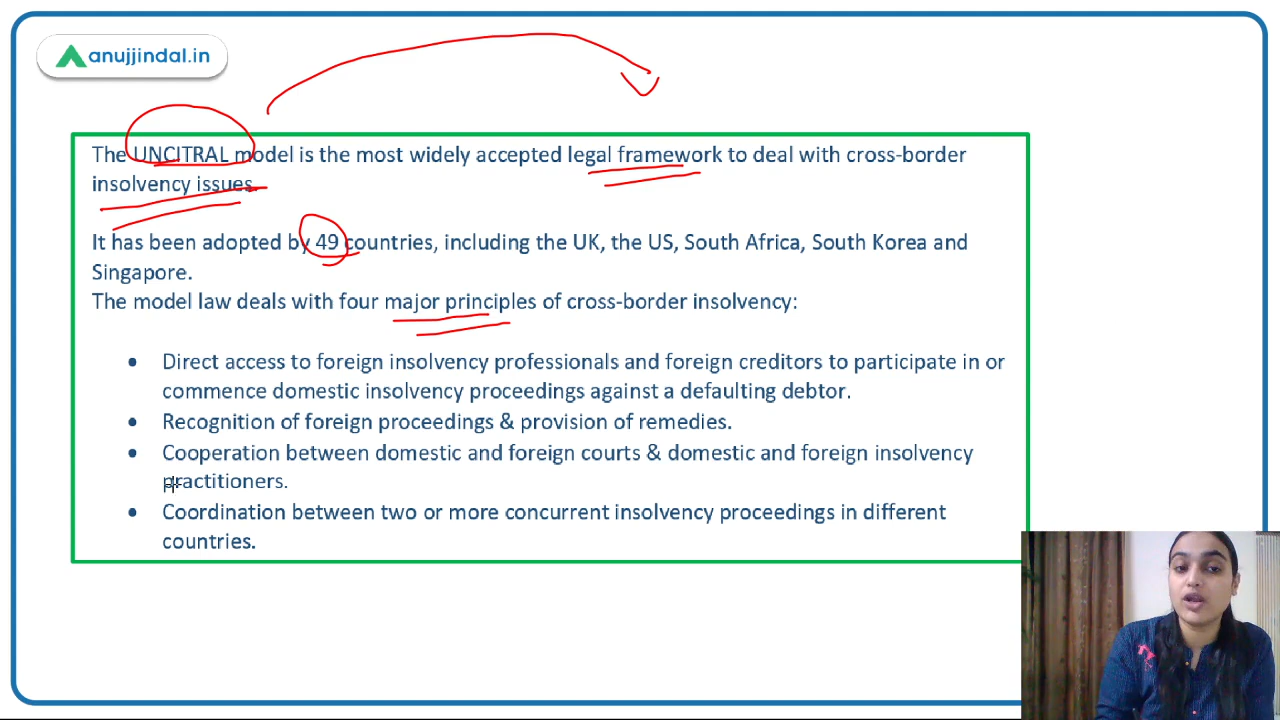 anujjindal.in
The UNCITRAL model is the most widely accepted legal framework to deal with cross-border
insolvency issues.
It has been adopted by 49 countries, including the UK, the US, South Africa, South Korea and
Singapore.
The model law deals with four major principles of cross-border insolvency:
• Direct access to foreign insolvency professionals and foreign creditors to participate in or
commence domestic insolvency proceedings against a defaulting debtor.
• Recognition of foreign proceedings & provision of remedies.
• Cooperation between domestic and foreign courts & domestic and foreign insolvency
practitioners.
• Coordination between two or more concurrent insolvency proceedings in different
countries.